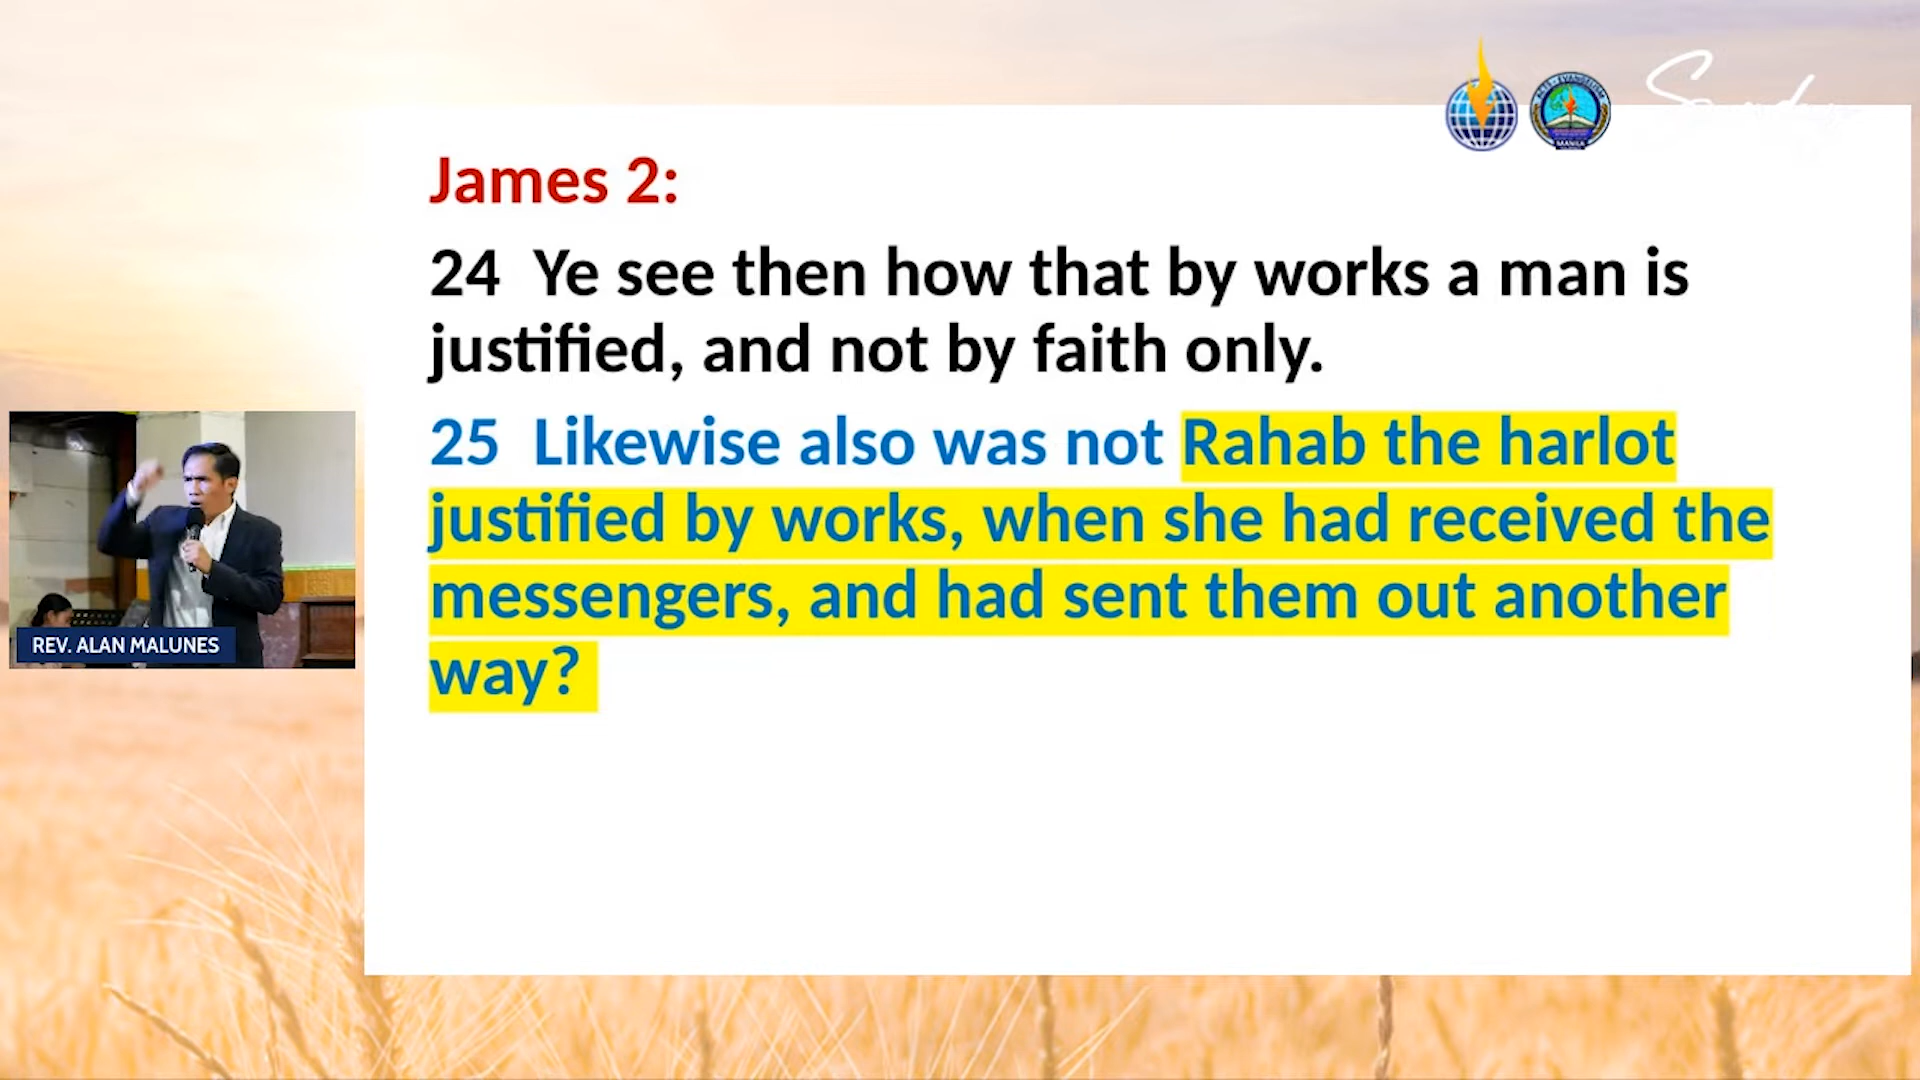 James 2:
24 Ye see then how that by works a man is
justified, and not by faith only.
25 Likewise also was not Rahab the harlot
justified by works, when she had received the
messengers, and had sent them out another
way?
REV. ALAN MALUNES
MANILA